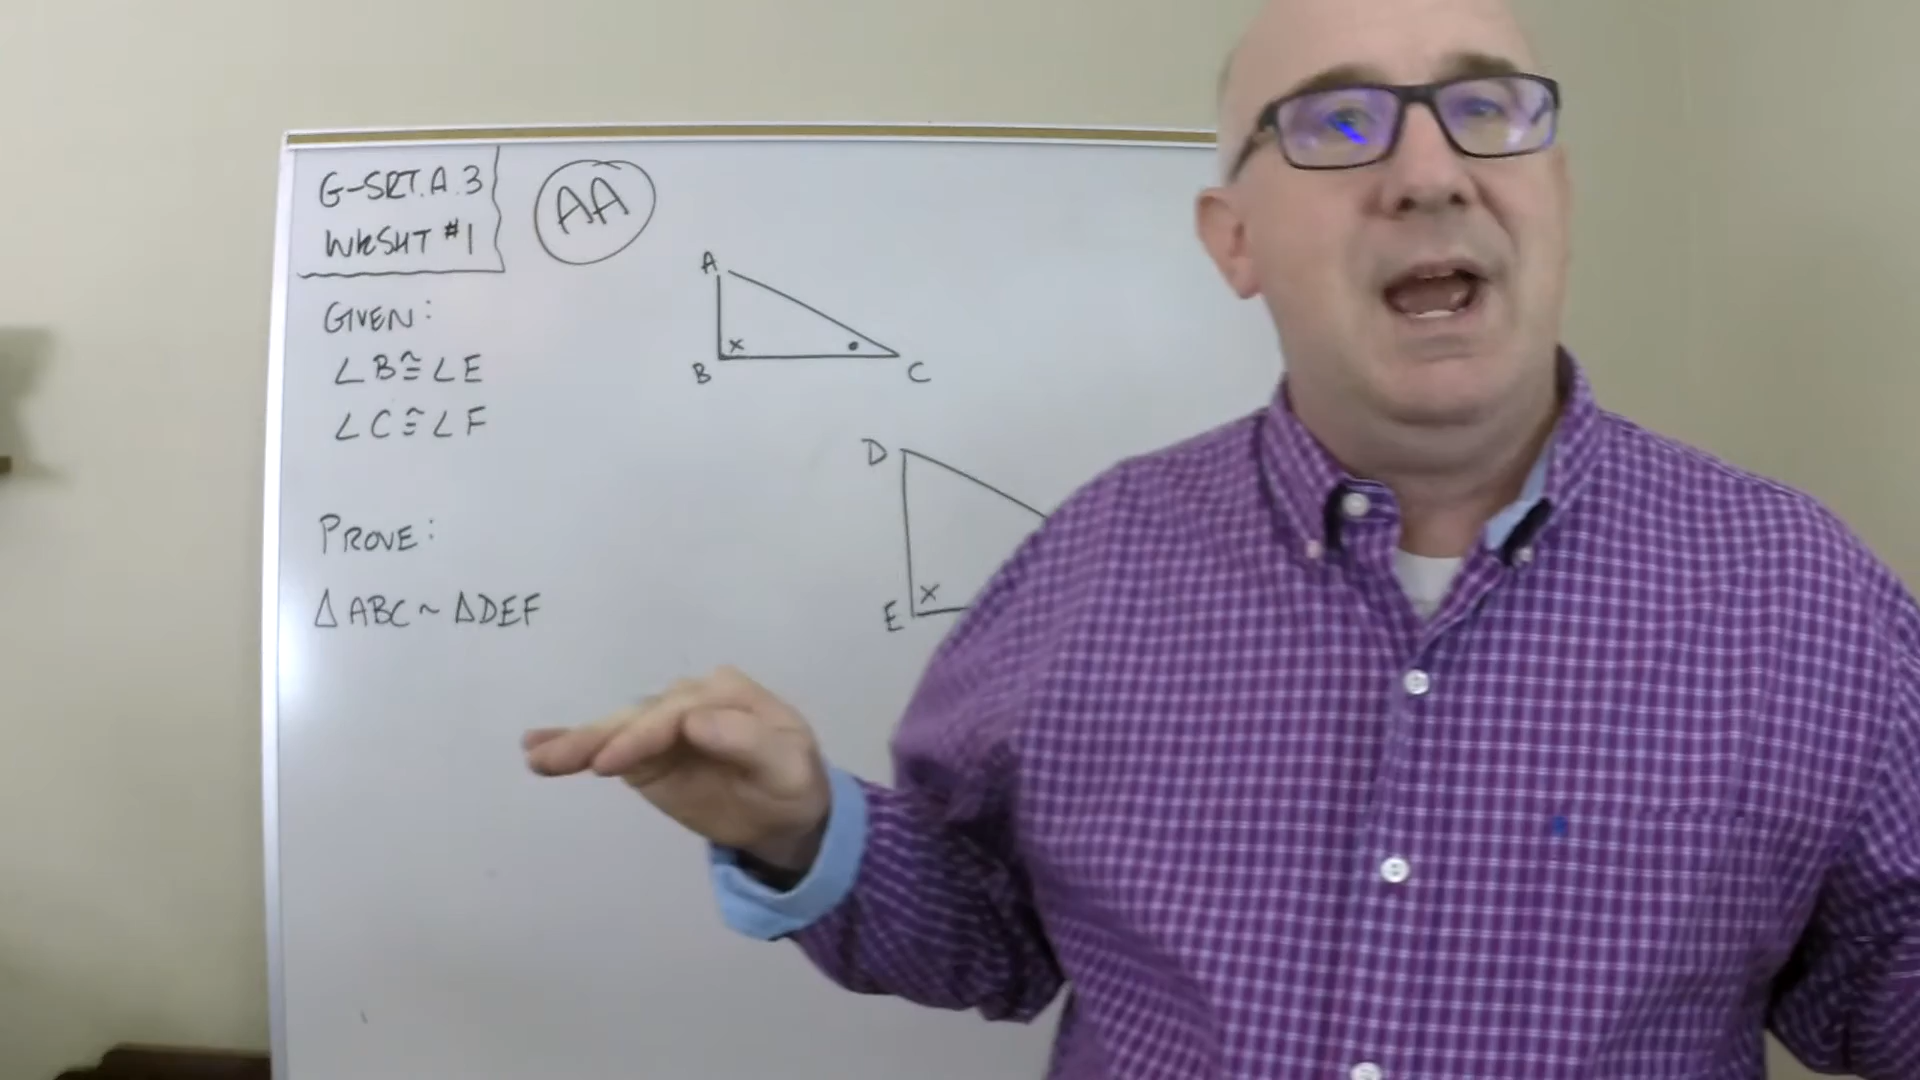 G-SRT.A.3
WKSHT #1
AA
GIVEN:
∠B≅∠E
∠C≅∠F
PROVE:
△ABC~△DEF
A
x
B
C
D
x
E